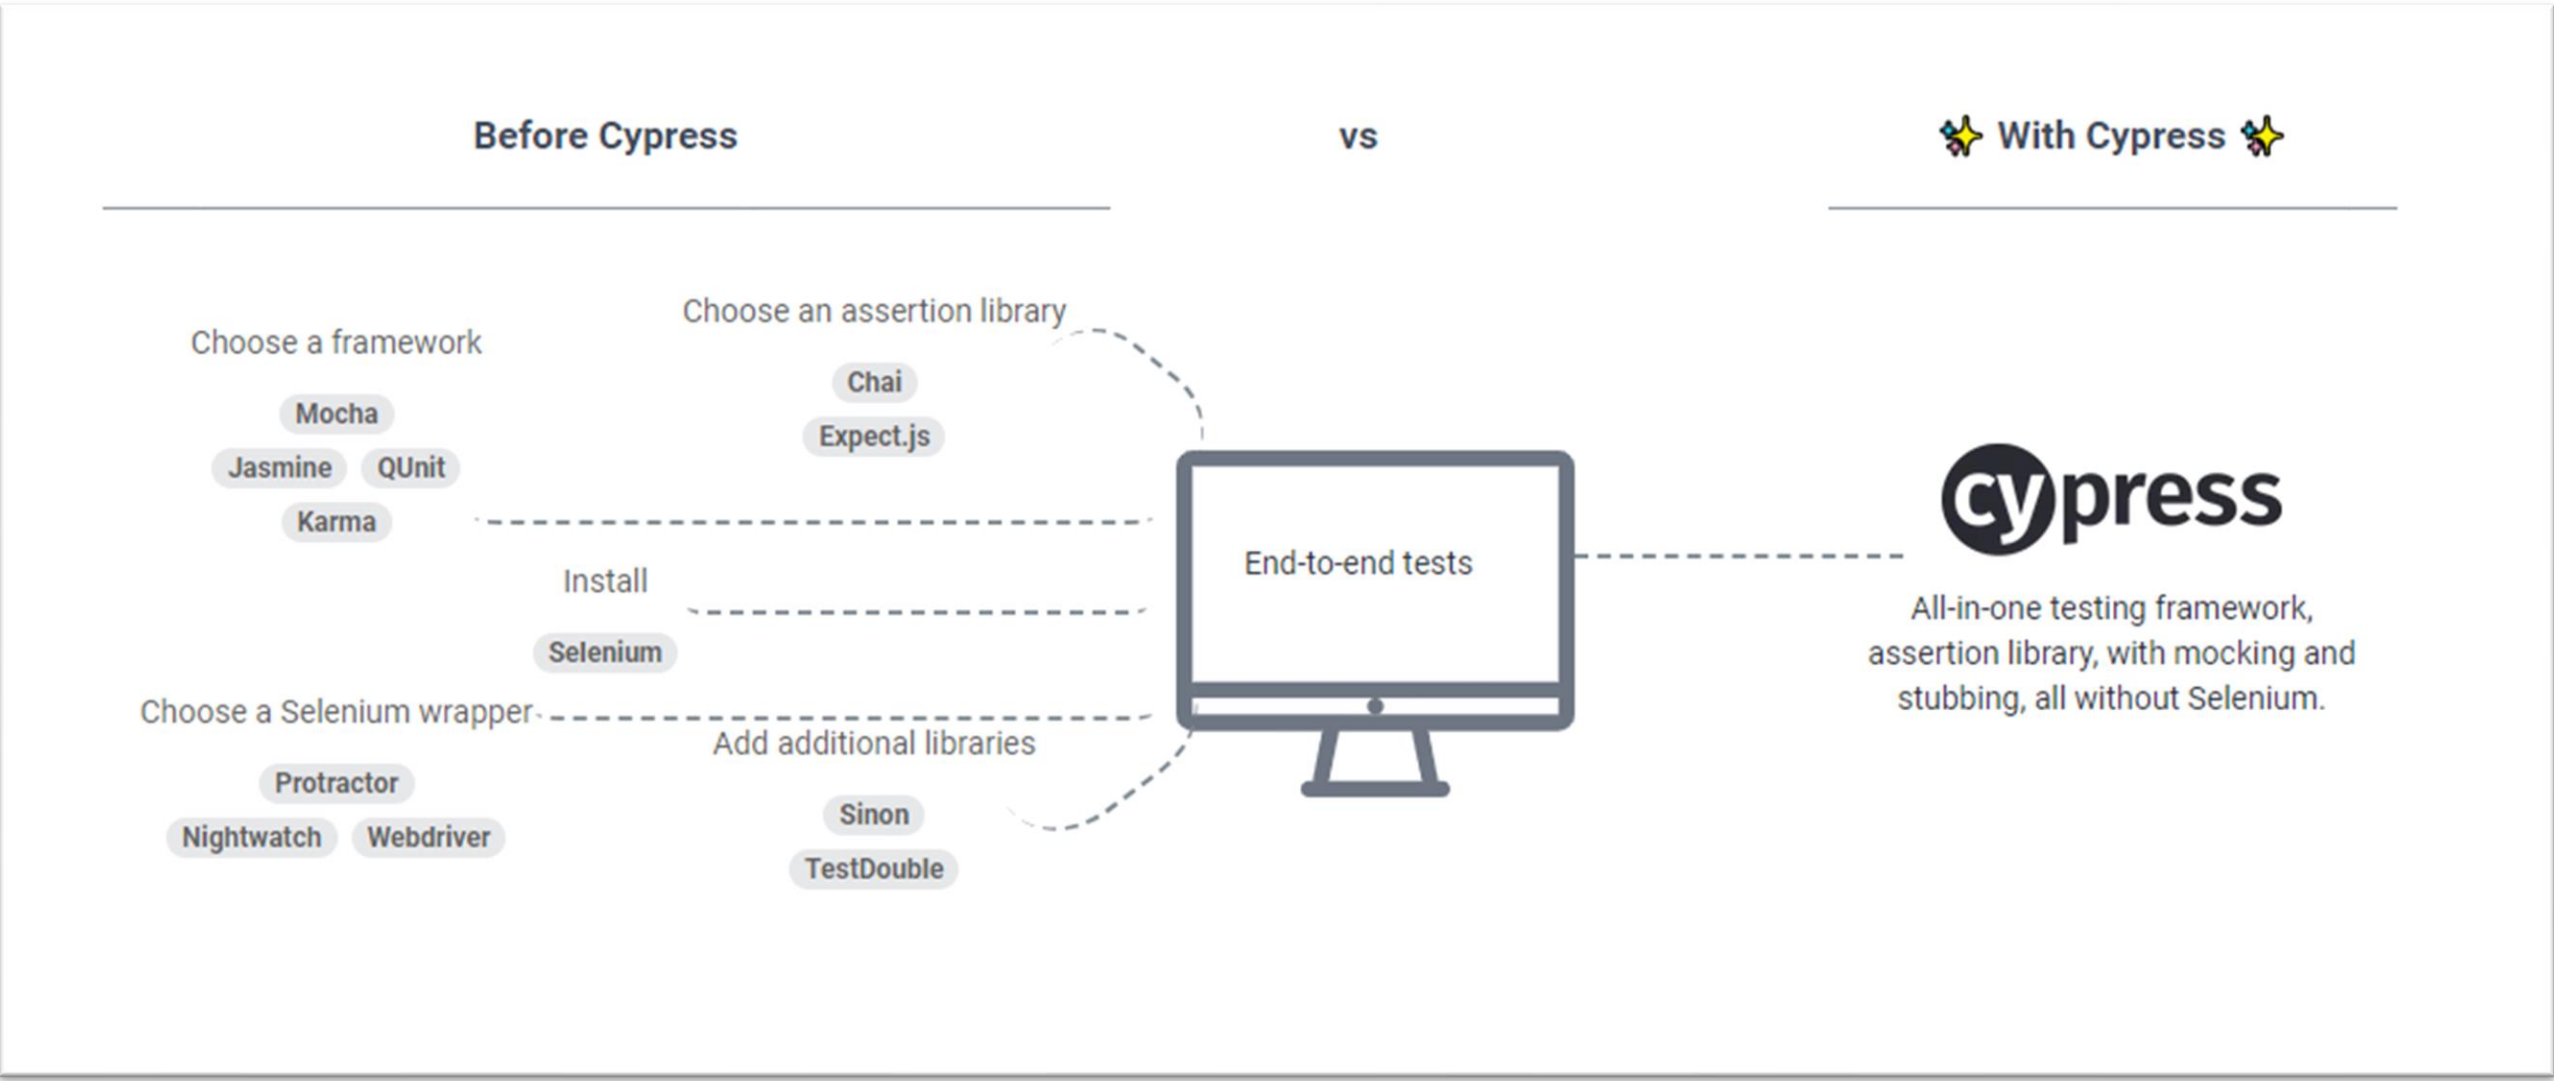 Before Cypress
vs
✨ With Cypress ✨
Choose a framework
Mocha
Jasmine QUnit
Karma
Choose an assertion library
Chai
Expect.js
Install
Selenium
Choose a Selenium wrapper
Protractor
Nightwatch Webdriver
Add additional libraries
Sinon
TestDouble
End-to-end tests
cypress
All-in-one testing framework,
assertion library, with mocking and
stubbing, all without Selenium.